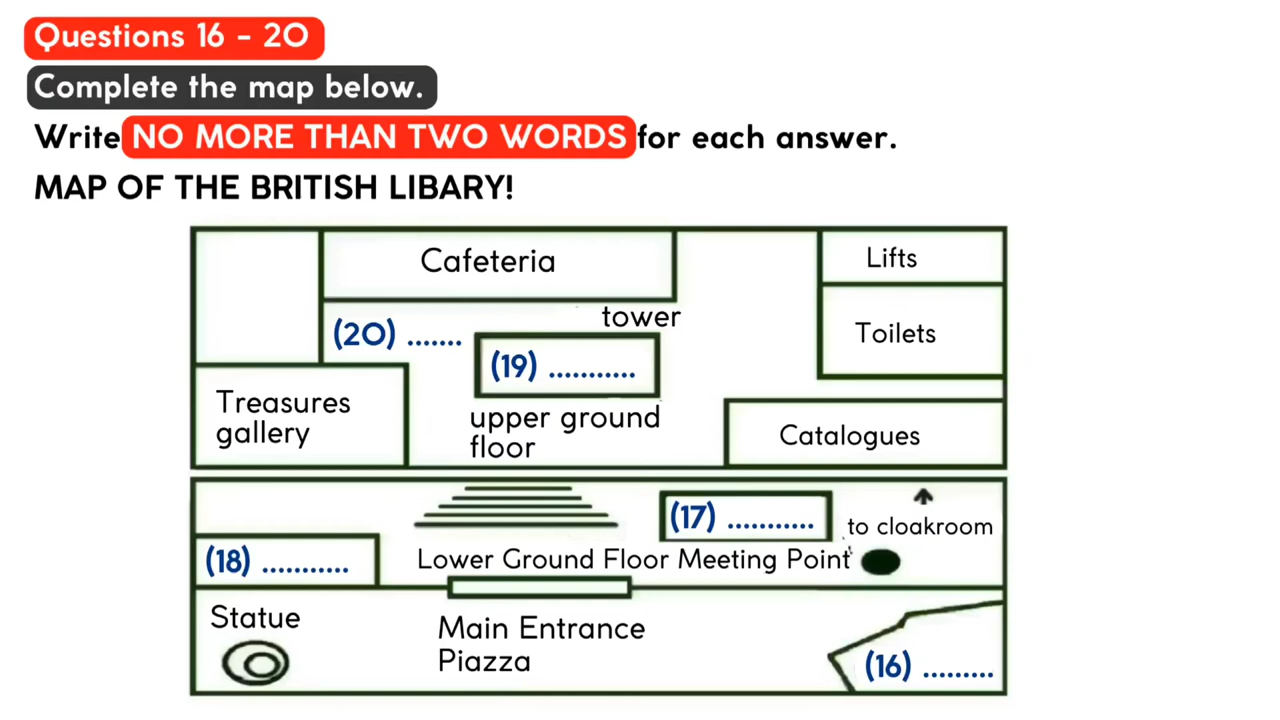 Questions 16 - 20
Complete the map below.
Write NO MORE THAN TWO WORDS for each answer.
MAP OF THE BRITISH LIBARY!
Cafeteria
Lifts
tower
(20) .......
Toilets
(19) ...........
Treasures
gallery
upper ground
floor
Catalogues
(17) ...........
to cloakroom
(18) ...........
Lower Ground Floor Meeting Point
Statue
Main Entrance
Piazza
(16) .........